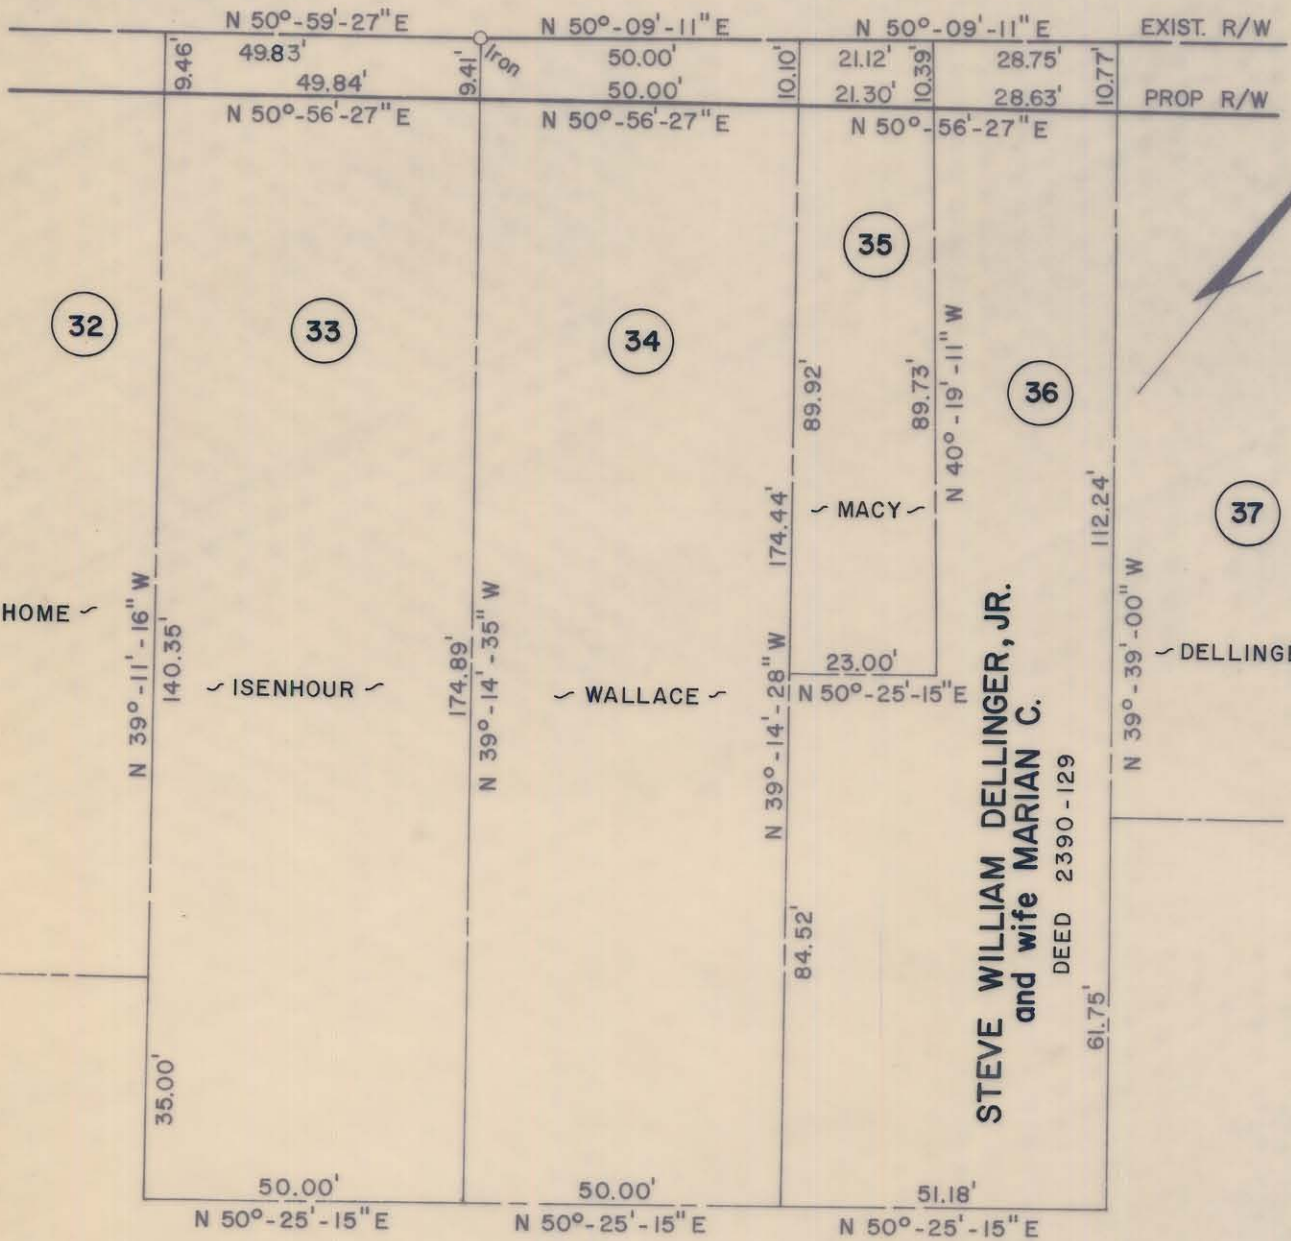 N 50°-59'-27" E
N 50°-09'-11" E
N 50°-09'-11" E
EXIST. R/W
9.46'
49.83'
9.41'
Iron
50.00'
10.10'
21.12'
10.39'
28.75'
10.77'
49.84'
50.00'
21.30'
28.63'
PROP R/W
N 50°-56'-27" E
N 50°-56'-27" E
N 50°-56'-27" E
35
32
33
34
36
37
89.92'
89.73'
N 40°-19'-11" W
174.44'
~ MACY ~
112.24'
HOME ~
N 39°-11'-16" W
140.35'
~ ISENHOUR ~
174.89'
N 39°-14'-35" W
~ WALLACE ~
N 39°-14'-28" W
23.00'
N 50°-25'-15" E
STEVE WILLIAM DELLINGER, JR.
and wife MARIAN C.
DEED 2390-129
N 39°-39'-00" W
~ DELLINGE
84.52'
61.75'
35.00'
50.00'
50.00'
51.18'
N 50°-25'-15" E
N 50°-25'-15" E
N 50°-25'-15" E